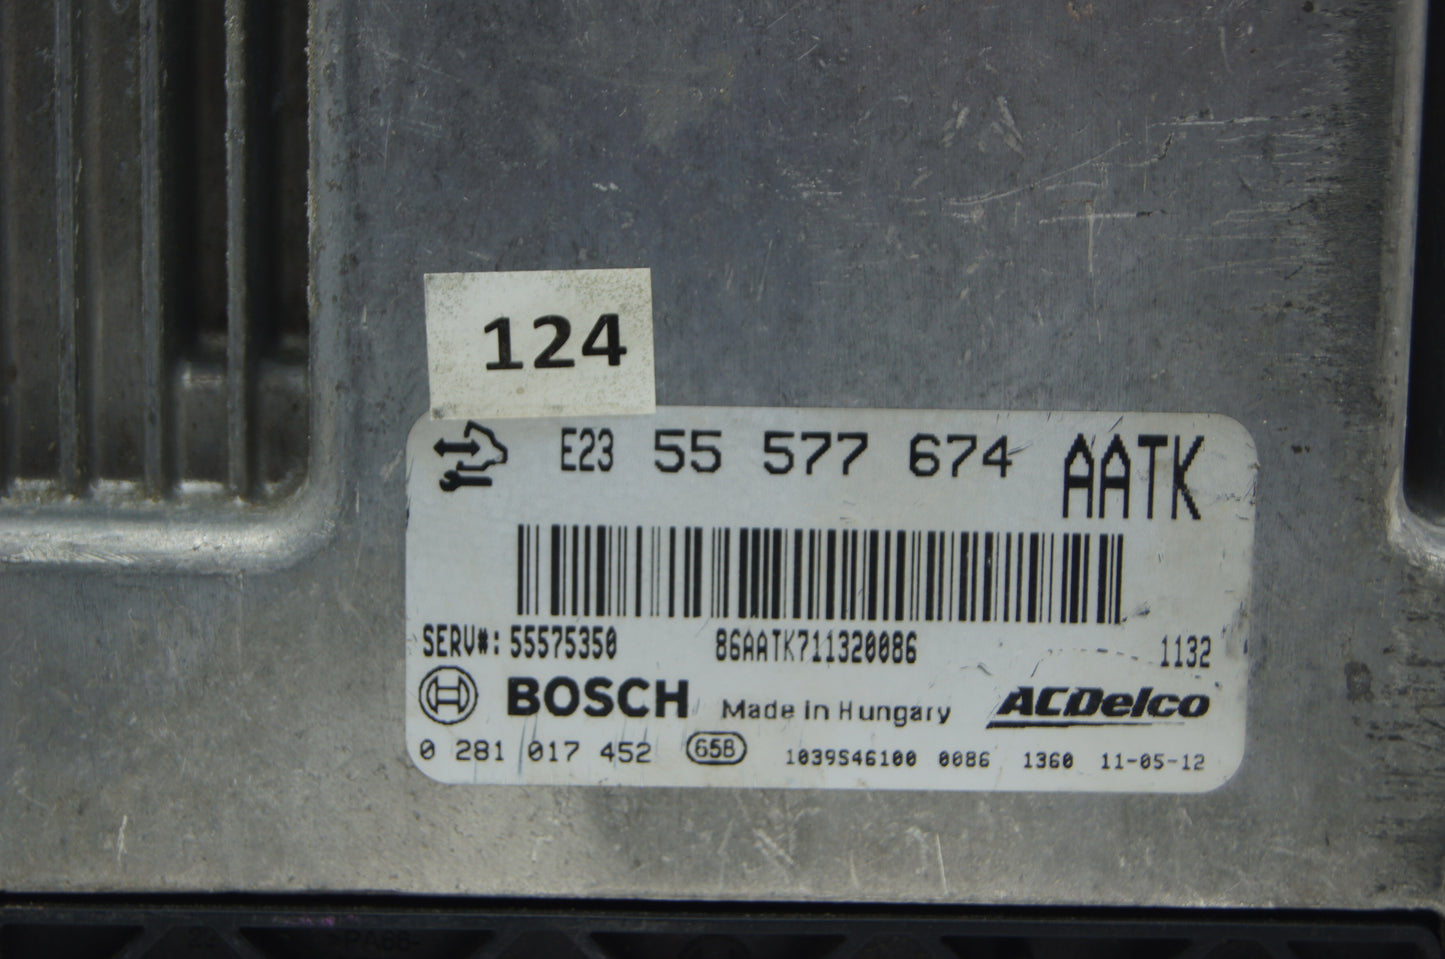 124
E23 55 577 674 AATK
SERV#: 55575350 86AATK711320086 1132
BOSCH Made in Hungary ACDelco
0 281 017 452 65B 1039S46100 0086 1360 11-05-12
>PA66-